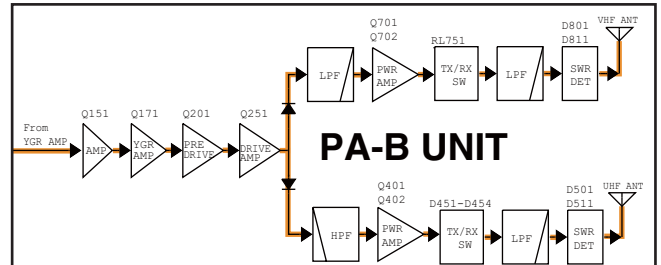 Q701
Q702
RL751
D801
D811
VHF ANT
LPF
PWR
AMP
TX/RX
SW
LPF
SWR
DET
From
YGR AMP
Q151
Q171
Q201
Q251
AMP
YGR
AMP
PRE
DRIVE
DRIVE
AMP
PA-B UNIT
Q401
Q402
D451-D454
D501
D511
UHF ANT
HPF
PWR
AMP
TX/RX
SW
LPF
SWR
DET